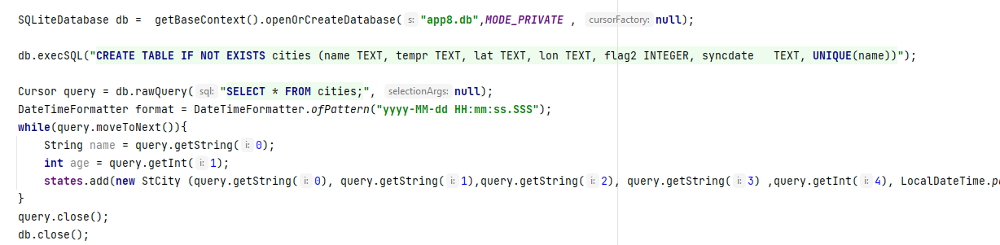 SQLiteDatabase db =  getBaseContext().openOrCreateDatabase( s: "app8.db",MODE_PRIVATE , cursorFactory: null);
db.execSQL("CREATE TABLE IF NOT EXISTS cities (name TEXT, tempr TEXT, lat TEXT, lon TEXT, flag2 INTEGER, syncdate   TEXT, UNIQUE(name))");
Cursor query = db.rawQuery( sql: "SELECT * FROM cities;", selectionArgs: null);
DateTimeFormatter format = DateTimeFormatter.ofPattern("yyyy-MM-dd HH:mm:ss.SSS");
while(query.moveToNext()){
String name = query.getString( i: 0);
int age = query.getInt( i: 1);
states.add(new StCity (query.getString( i: 0), query.getString( i: 1),query.getString( i: 2), query.getString( i: 3) ,query.getInt( i: 4), LocalDateTime.
}
query.close();
db.close();